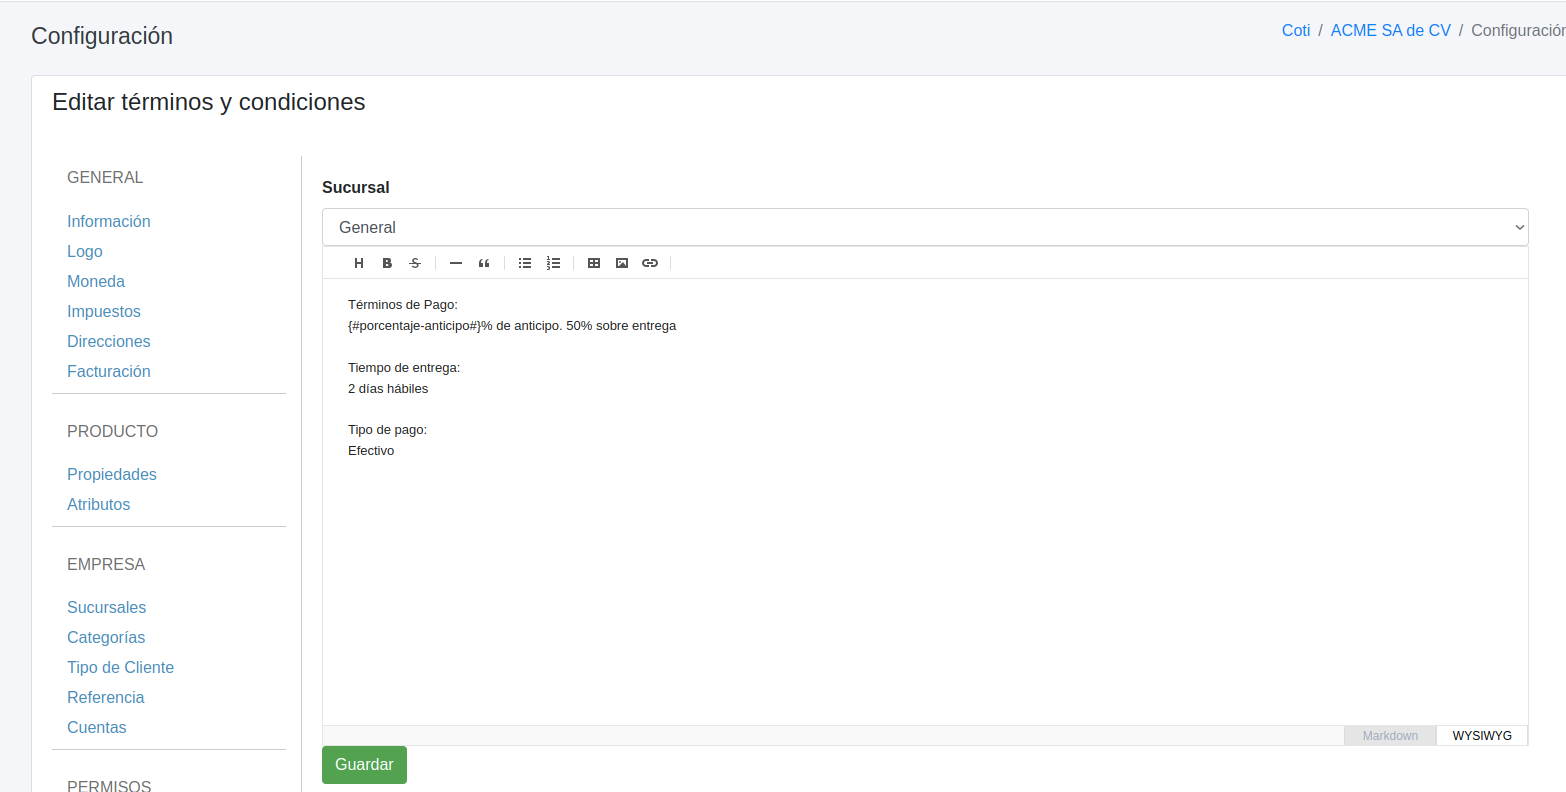 Configuración
Coti / ACME SA de CV / Configuración
Editar términos y condiciones
GENERAL
Información
Logo
Moneda
Impuestos
Direcciones
Facturación
PRODUCTO
Propiedades
Atributos
EMPRESA
Sucursales
Categorías
Tipo de Cliente
Referencia
Cuentas
PERMISOS
Sucursal
General
Términos de Pago:
{#porcentaje-anticipo#}% de anticipo. 50% sobre entrega
Tiempo de entrega:
2 días hábiles
Tipo de pago:
Efectivo
Markdown
WYSIWYG
Guardar